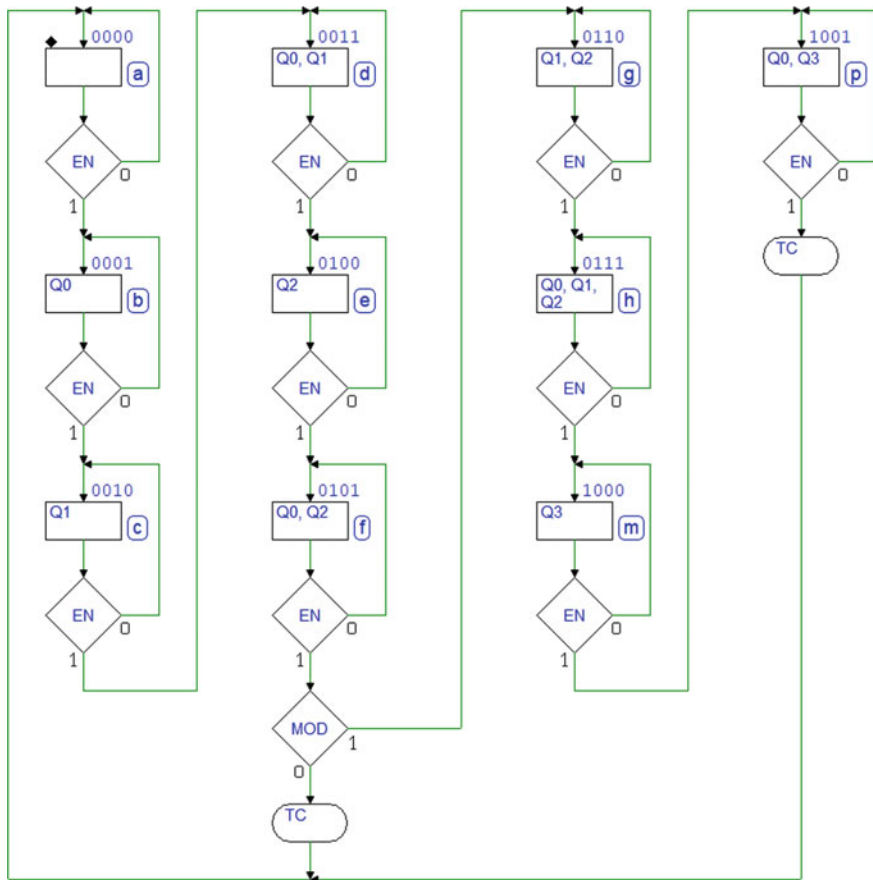 0000
a
EN
0
1
0001
Q0
b
EN
0
1
0010
Q1
c
EN
0
1
0011
Q0, Q1
d
EN
0
1
0100
Q2
e
EN
0
1
0101
Q0, Q2
f
EN
0
1
MOD
1
0
TC
0110
Q1, Q2
g
EN
0
1
0111
Q0, Q1,
Q2
h
EN
0
1
1000
Q3
m
EN
0
1
1001
Q0, Q3
p
EN
0
1
TC